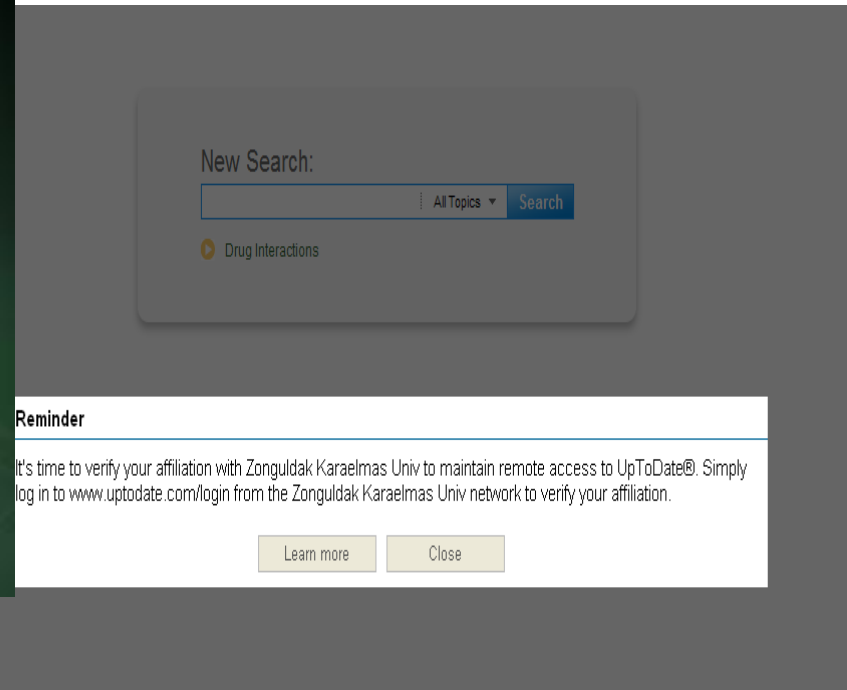 New Search:
All Topics
Search
Drug Interactions
Reminder
It's time to verify your affiliation with Zonguldak Karaelmas Univ to maintain remote access to UpToDate®. Simply
log in to www.uptodate.com/login from the Zonguldak Karaelmas Univ network to verify your affiliation.
Learn more
Close